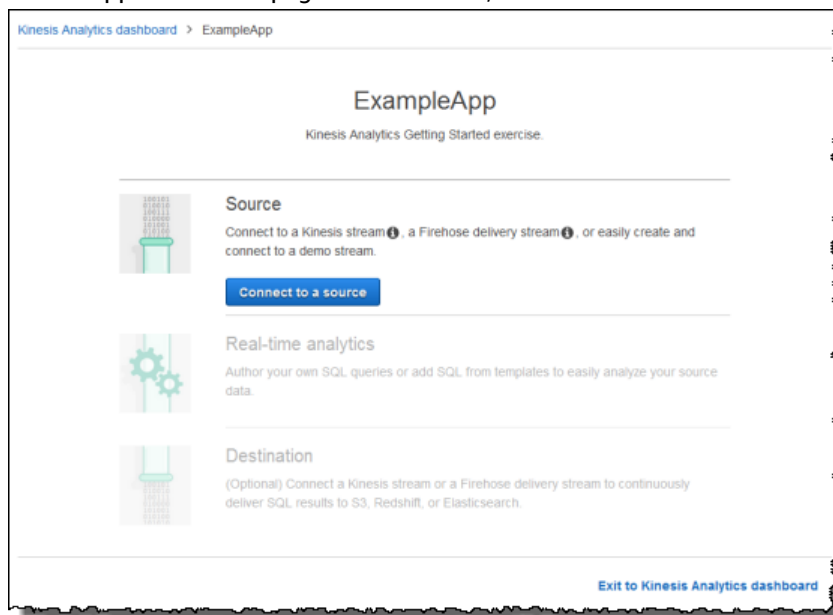 Kinesis Analytics dashboard > ExampleApp
ExampleApp
Kinesis Analytics Getting Started exercise.
Source
Connect to a Kinesis stream, a Firehose delivery stream, or easily create and
connect to a demo stream.
Connect to a source
Real-time analytics
Author your own SQL queries or add SQL from templates to easily analyze your source
data.
Destination
(Optional) Connect a Kinesis stream or a Firehose delivery stream to continuously
deliver SQL results to S3, Redshift, or Elasticsearch.
Exit to Kinesis Analytics dashboard